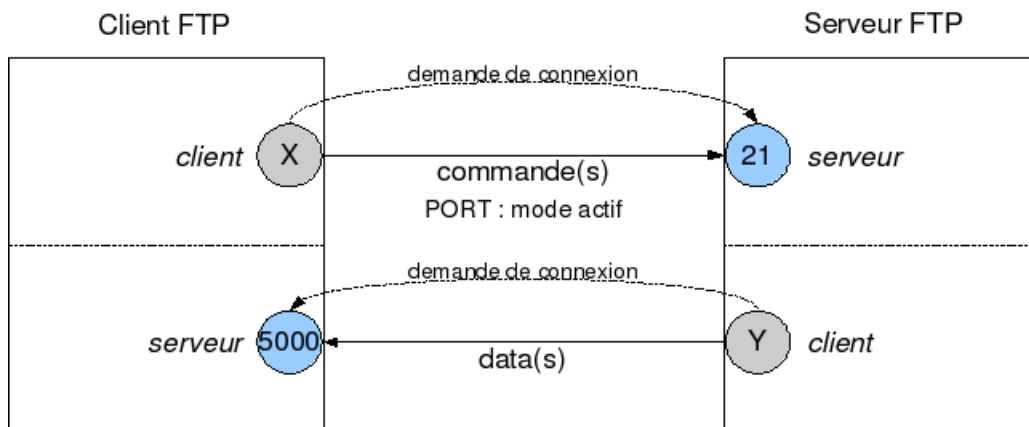 Client FTP
Serveur FTP
demande de connexion
client X 21 serveur
commande(s)
PORT : mode actif
demande de connexion
serveur 5000 Y client
data(s)